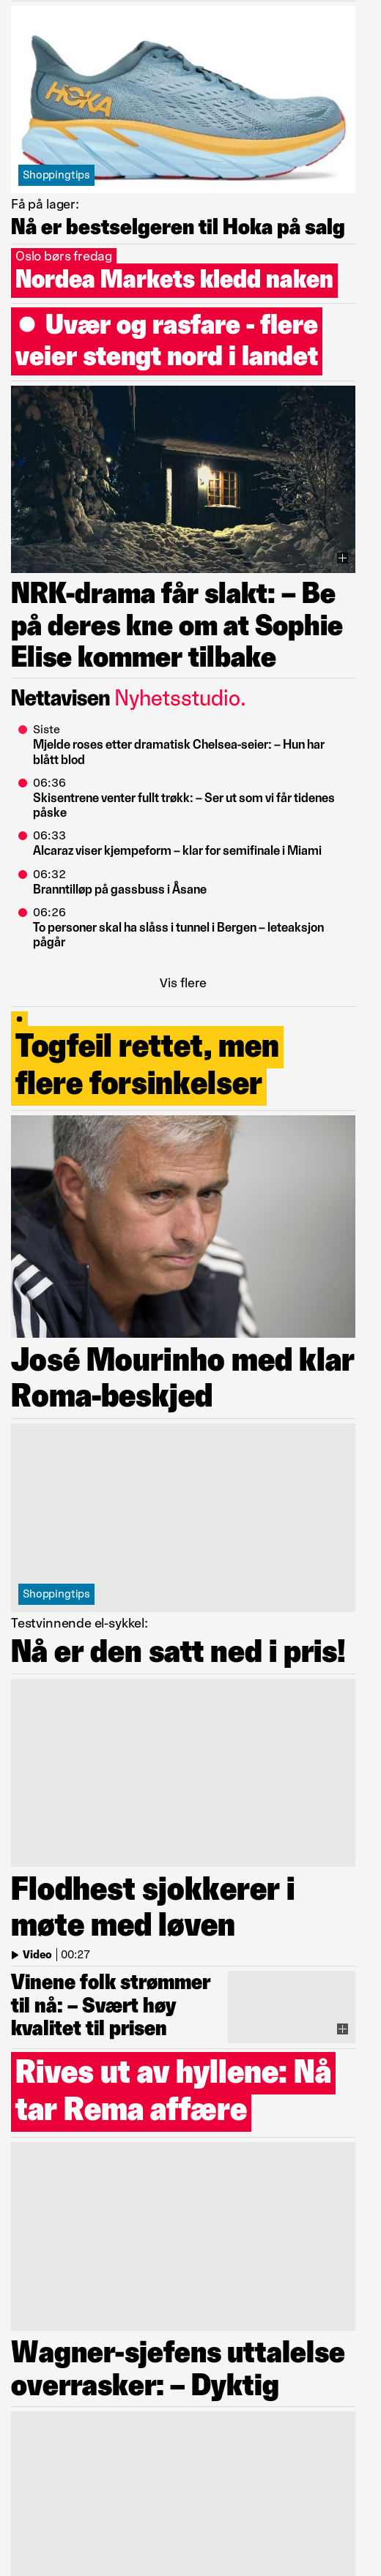 HOKA
Shoppingtips
Få på lager:
Nå er bestselgeren til Hoka på salg
Oslo børs fredag
Nordea Markets kledd naken
Uvær og rasfare - flere
veier stengt nord i landet
NRK-drama får slakt: – Be
på deres kne om at Sophie
Elise kommer tilbake
Nettavisen Nyhetsstudio.
Siste
Mjelde roses etter dramatisk Chelsea-seier: – Hun har
blått blod
06:36
Skisentrene venter fullt trøkk: – Ser ut som vi får tidenes
påske
06:33
Alcaraz viser kjempeform – klar for semifinale i Miami
06:32
Branntilløp på gassbuss i Åsane
06:26
To personer skal ha slåss i tunnel i Bergen – leteaksjon
pågår
Vis flere
Togfeil rettet, men
flere forsinkelser
José Mourinho med klar
Roma-beskjed
Shoppingtips
Testvinnende el-sykkel:
Nå er den satt ned i pris!
Flodhest sjokkerer i
møte med løven
Video | 00:27
Vinene folk strømmer
til nå: – Svært høy
kvalitet til prisen
Rives ut av hyllene: Nå
tar Rema affære
Wagner-sjefens uttalelse
overrasker: – Dyktig